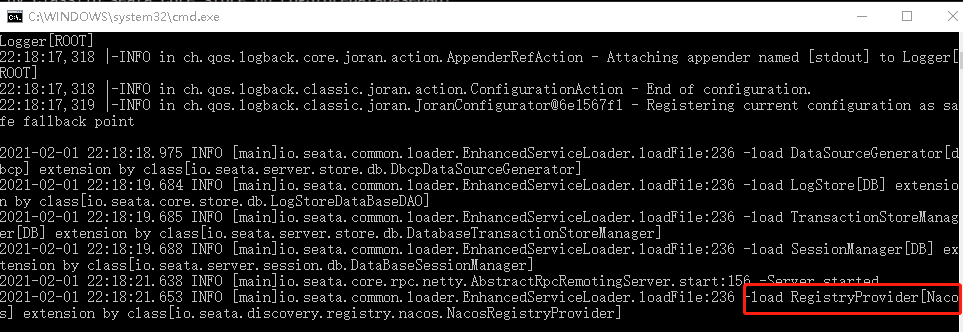 C:\WINDOWS\system32\cmd.exe
Logger[ROOT]
22:18:17,318 |-INFO in ch.qos.logback.core.joran.action.AppenderRefAction - Attaching appender named [stdout] to Logger[
ROOT]
22:18:17,318 |-INFO in ch.qos.logback.classic.joran.action.ConfigurationAction - End of configuration.
22:18:17,319 |-INFO in ch.qos.logback.classic.joran.JoranConfigurator@6e1567f1 - Registering current configuration as sa
fe fallback point
2021-02-01 22:18:18.975 INFO [main]io.seata.common.loader.EnhancedServiceLoader.loadFile:236 -load DataSourceGenerator[d
bcp] extension by class[io.seata.server.store.db.DbcpDataSourceGenerator]
2021-02-01 22:18:19.684 INFO [main]io.seata.common.loader.EnhancedServiceLoader.loadFile:236 -load LogStore[DB] extensio
n by class[io.seata.core.store.db.LogStoreDataBaseDAO]
2021-02-01 22:18:19.685 INFO [main]io.seata.common.loader.EnhancedServiceLoader.loadFile:236 -load TransactionStoreManag
er[DB] extension by class[io.seata.server.store.db.DatabaseTransactionStoreManager]
2021-02-01 22:18:19.688 INFO [main]io.seata.common.loader.EnhancedServiceLoader.loadFile:236 -load SessionManager[DB] ex
tension by class[io.seata.server.session.db.DataBaseSessionManager]
2021-02-01 22:18:21.638 INFO [main]io.seata.core.rpc.netty.AbstractRpcRemotingServer.start:156 -Server started
2021-02-01 22:18:21.653 INFO [main]io.seata.common.loader.EnhancedServiceLoader.loadFile:236 -load RegistryProvider[Naco
s] extension by class[io.seata.discovery.registry.nacos.NacosRegistryProvider]